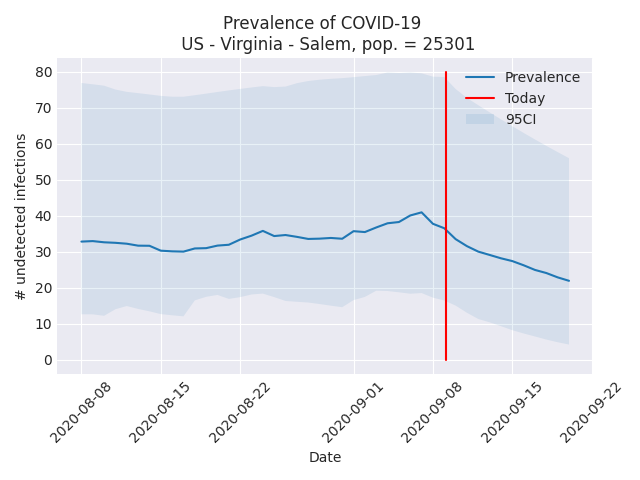 Prevalence of COVID-19
US - Virginia - Salem, pop. = 25301
# undetected infections
80
70
60
50
40
30
20
10
0
Prevalence
Today
95CI
2020-08-08
2020-08-15
2020-08-22
2020-09-01
2020-09-08
2020-09-15
2020-09-22
Date